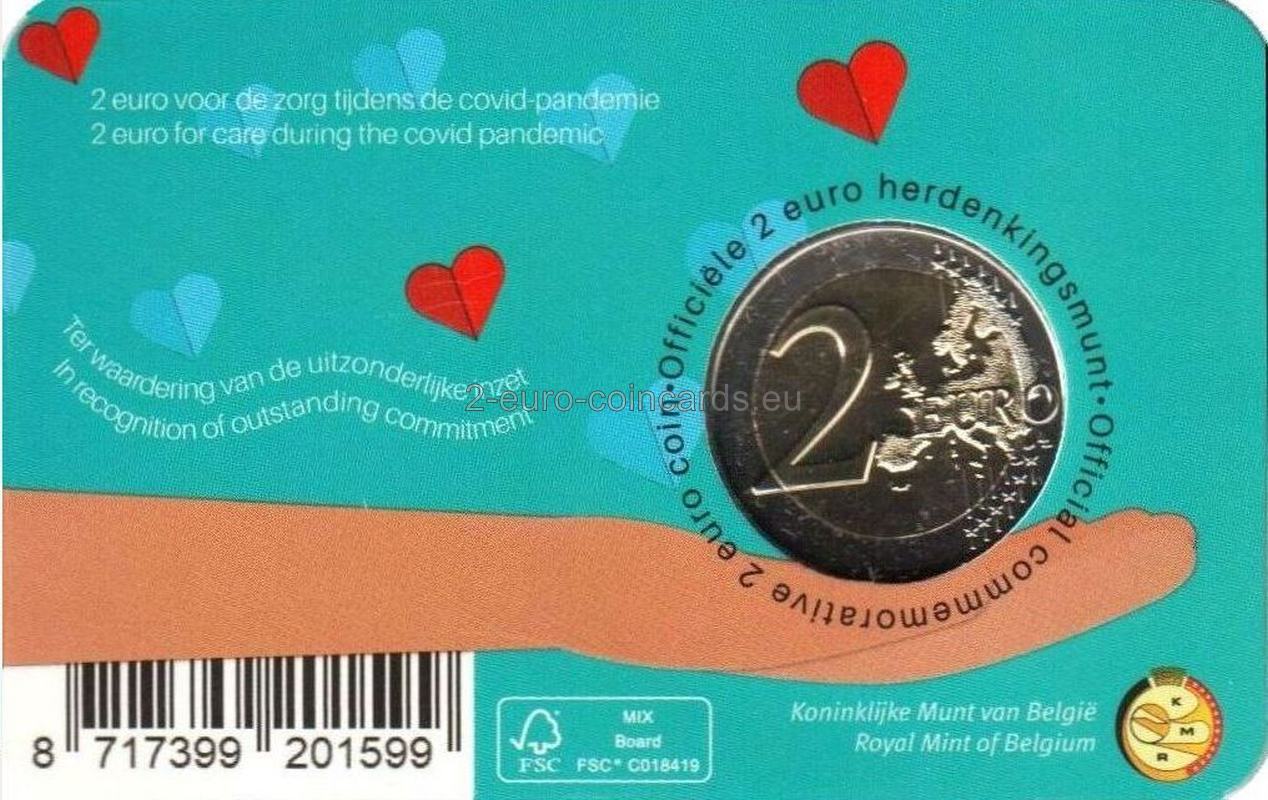 2 euro voor de zorg tijdens de covid-pandemie
2 euro for care during the covid pandemic
Officiële 2 euro herdenkingsmunt • Official commemorative 2 euro coin •
Ter waardering van de uitzonderlijke inzet
In recognition of outstanding commitment
2-euro-coincards.eu
2 EURO
8 717399 201599
MIX
Board
FSC
FSC® C018419
Koninklijke Munt van België
Royal Mint of Belgium
K
M
R